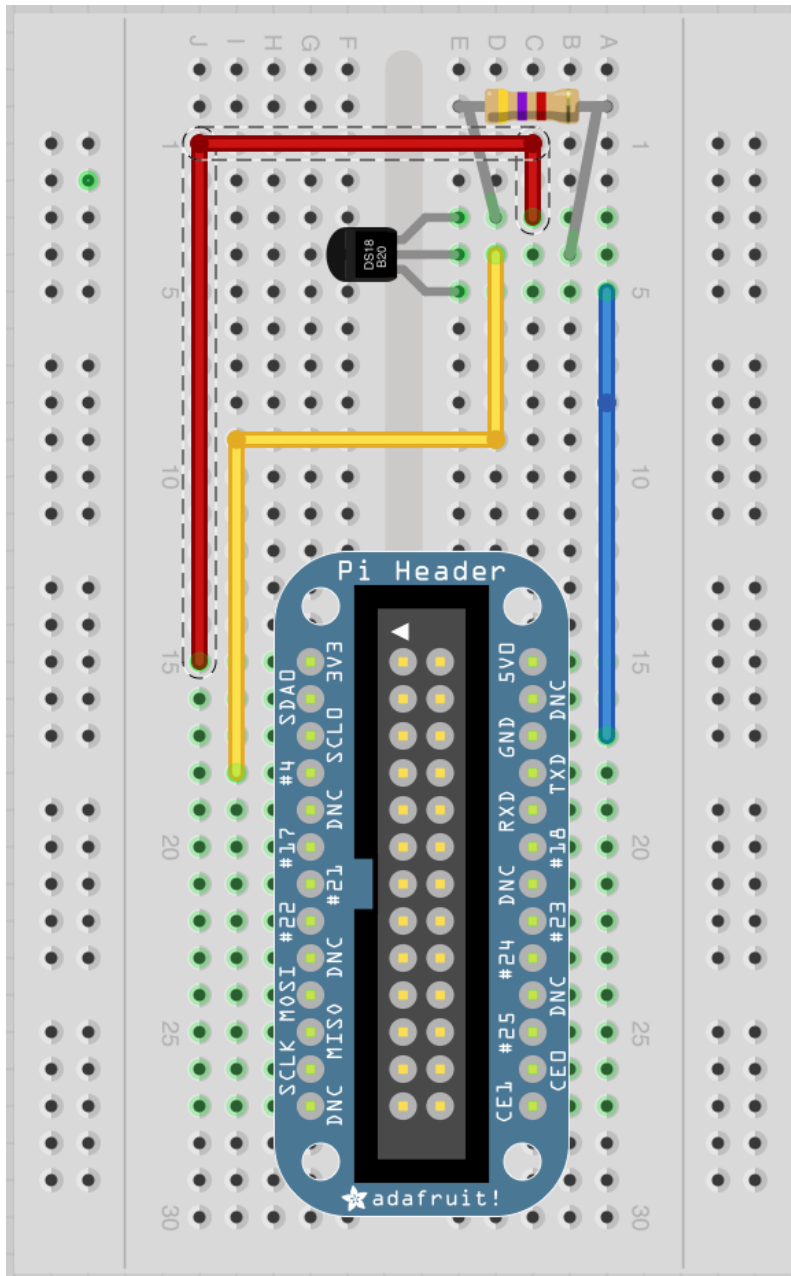 J I H G F E D C B A
1 1
DS18
B20
5 5
10 10
Pi Header
15 15
3V3 5V0
SDA0 DNC
SCL0 GND
#4 TXD
DNC RXD
20 20
#17 #18
#21 DNC
#22 #23
DNC #24
MOSI DNC
25 25
MISO #25
SCLK CE0
DNC CE1
adafruit!
30 30